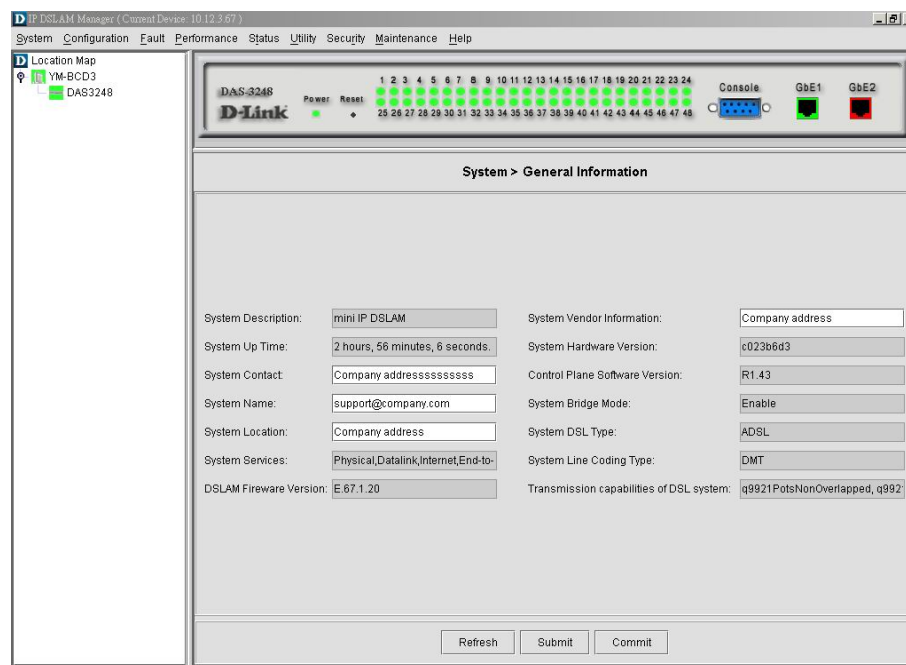 IP DSLAM Manager ( Current Device: 10.12.3.67 )
System Configuration Fault Performance Status Utility Security Maintenance Help
Location Map
YM-BCD3
DAS3248
DAS-3248
D-Link
Power Reset
1 2 3 4 5 6 7 8 9 10 11 12 13 14 15 16 17 18 19 20 21 22 23 24
25 26 27 28 29 30 31 32 33 34 35 36 37 38 39 40 41 42 43 44 45 46 47 48
Console GbE1 GbE2
System > General Information
System Description: mini IP DSLAM System Vendor Information: Company address
System Up Time: 2 hours, 56 minutes, 6 seconds. System Hardware Version: c023b6d3
System Contact: Company addresssssssssss Control Plane Software Version: R1.43
System Name: support@company.com System Bridge Mode: Enable
System Location: Company address System DSL Type: ADSL
System Services: Physical,Datalink,Internet,End-to- System Line Coding Type: DMT
DSLAM Fireware Version: E.67.1.20 Transmission capabilities of DSL system: q9921PotsNonOverlapped, q992
Refresh Submit Commit